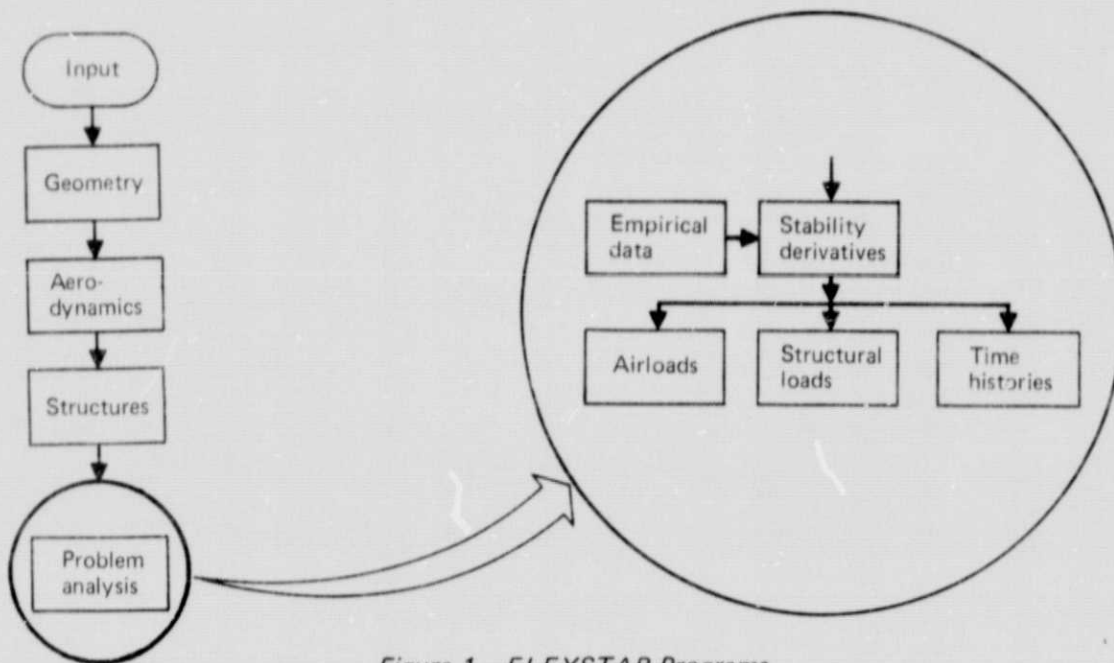 Input
Geometry
Aero-
dynamics
Structures
Problem
analysis
Empirical
data
Stability
derivatives
Airloads
Structural
loads
Time
histories
Figure 1.—FLEXSTAB Programs